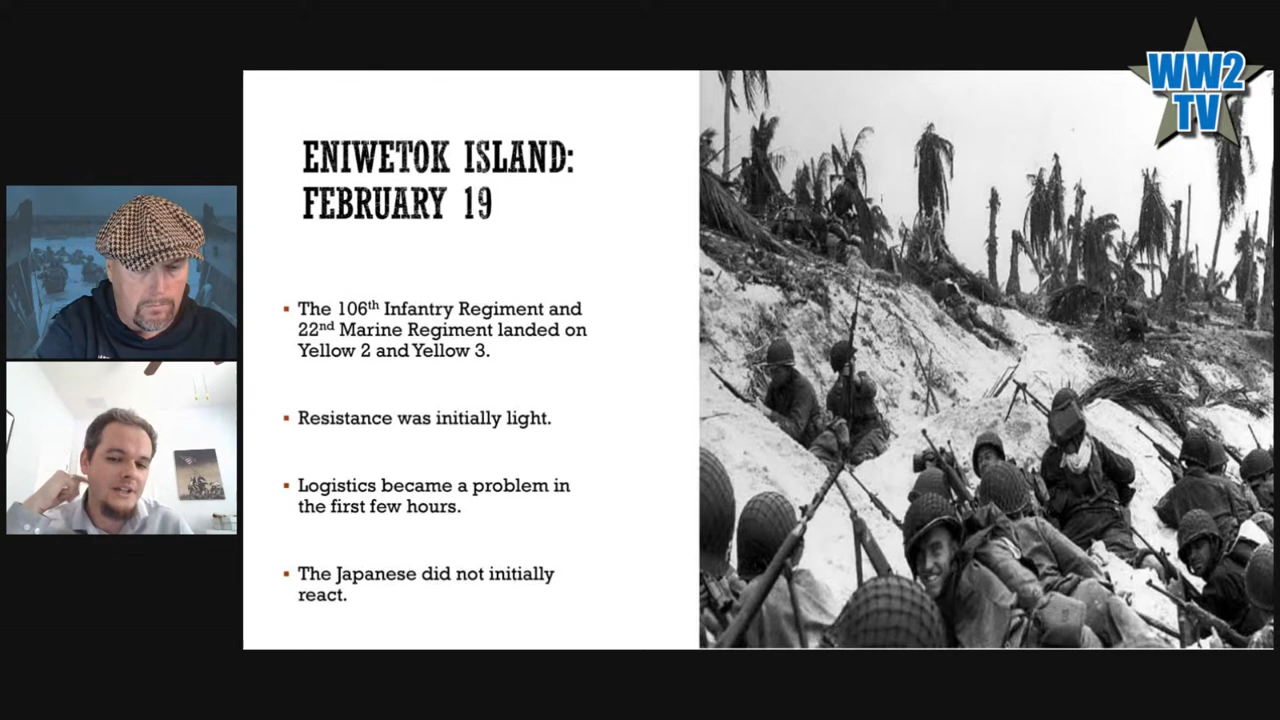 WW2
TV
ENIWETOK ISLAND:
FEBRUARY 19
▪ The 106th Infantry Regiment and
22nd Marine Regiment landed on
Yellow 2 and Yellow 3.
▪ Resistance was initially light.
▪ Logistics became a problem in
the first few hours.
▪ The Japanese did not initially
react.